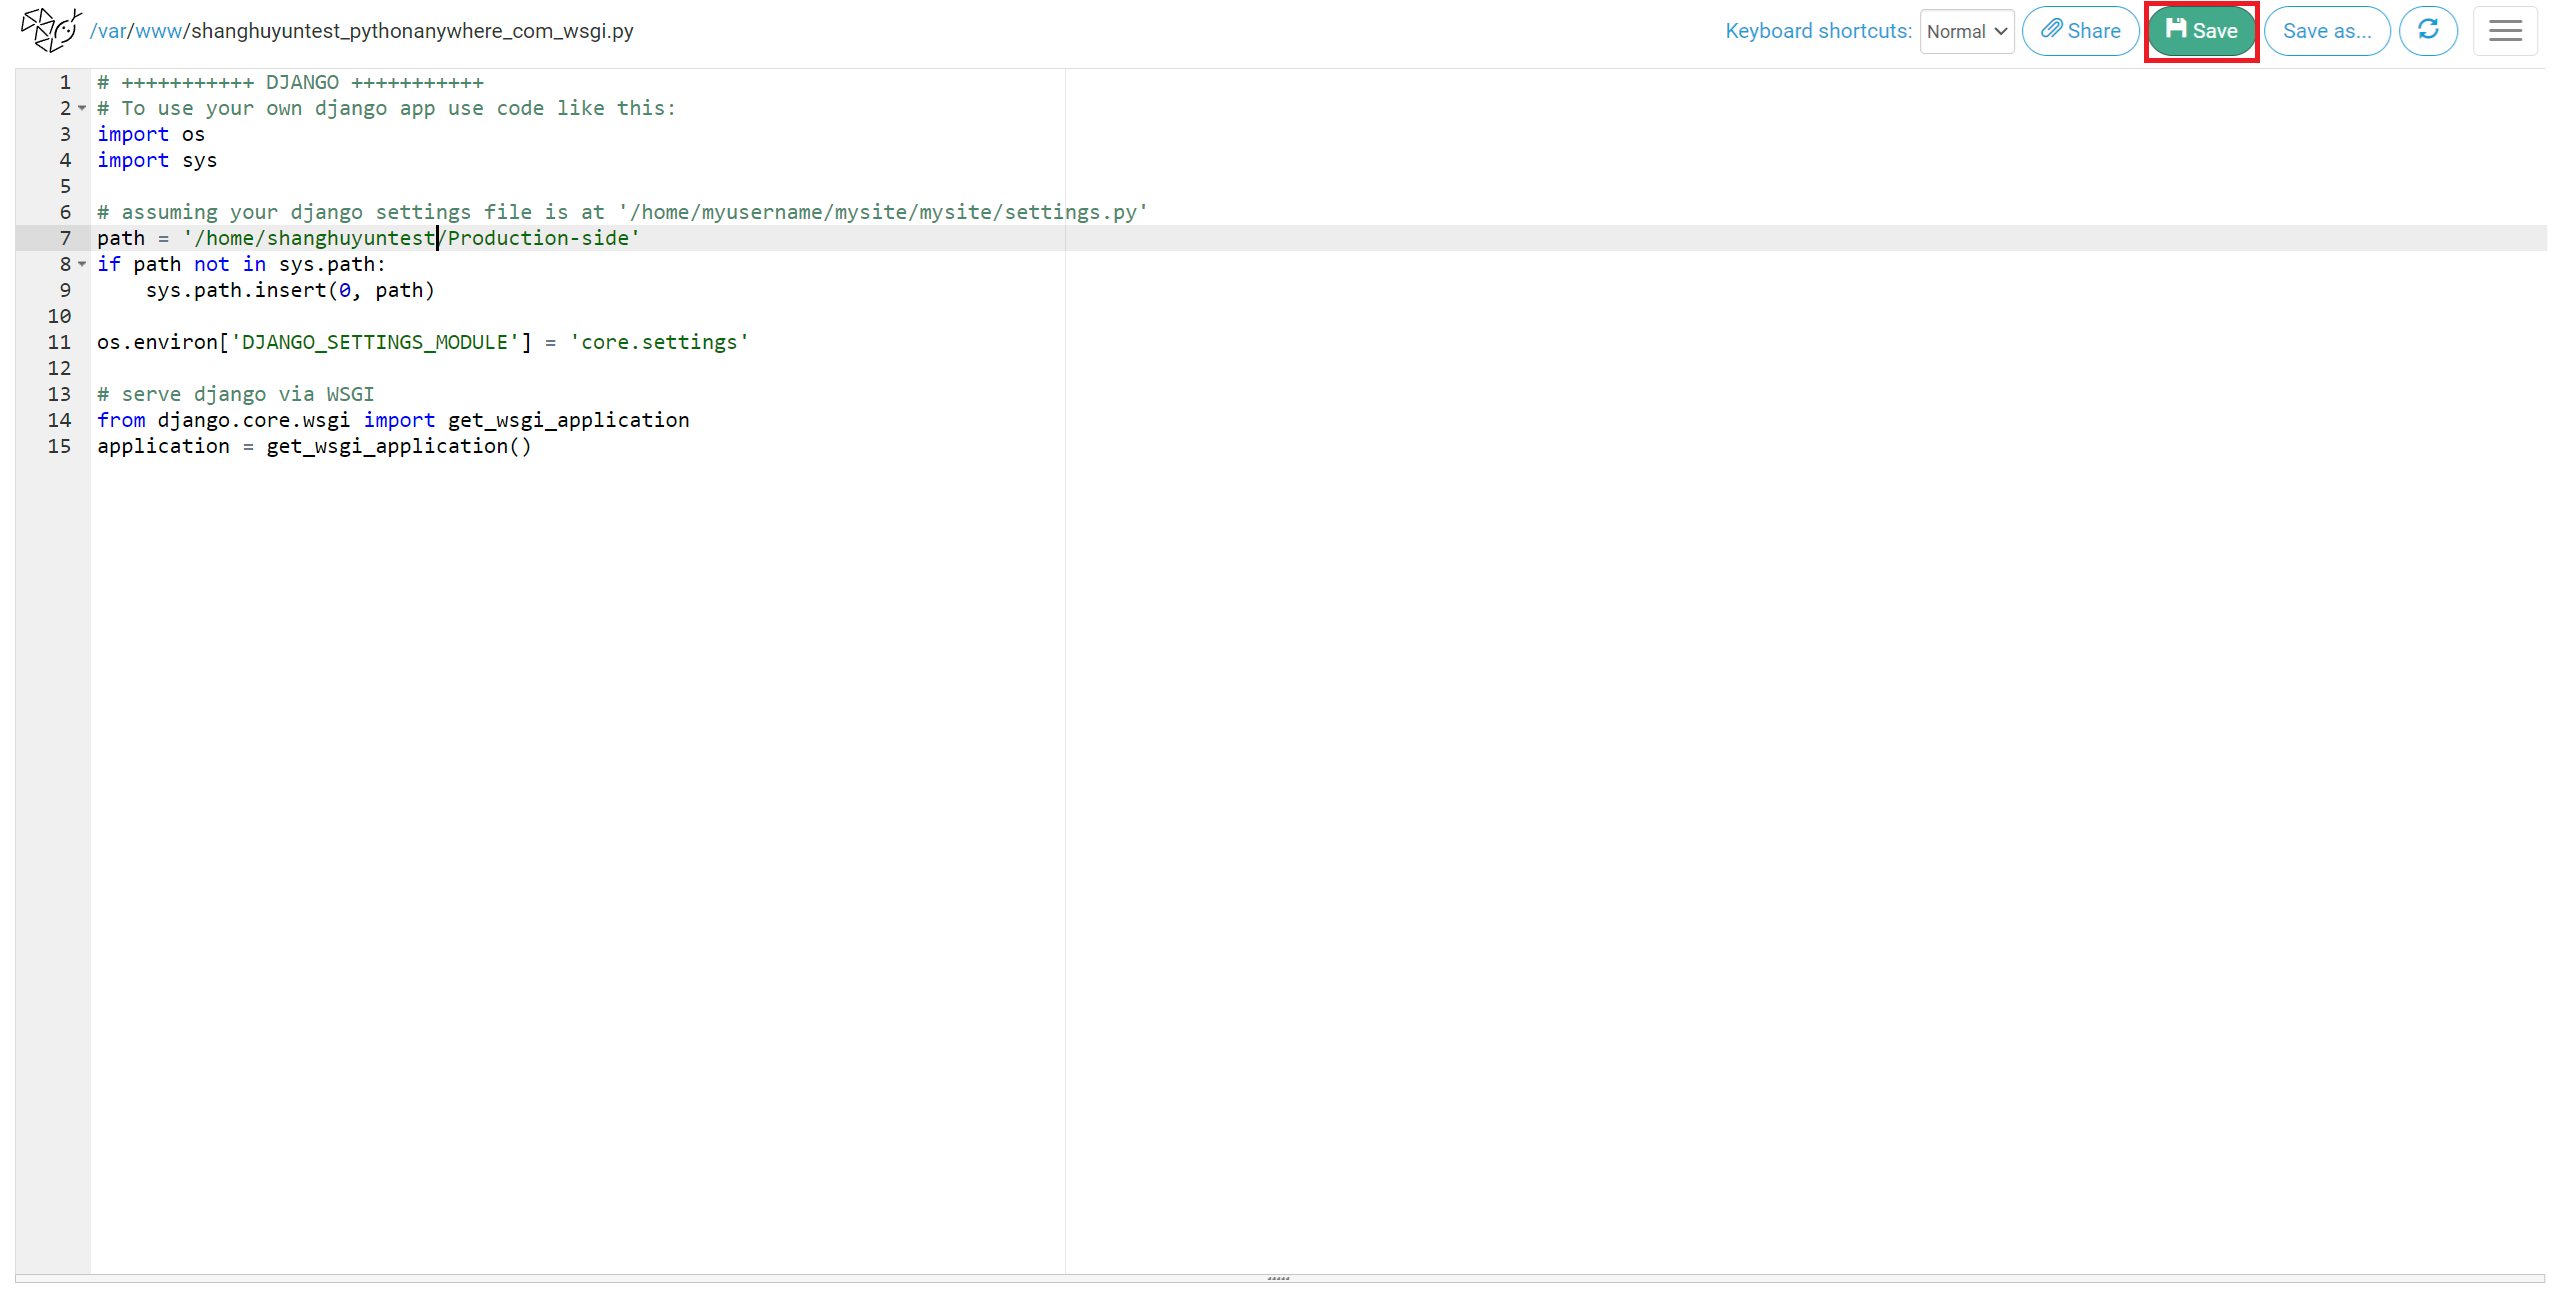 /var/www/shanghuyuntest_pythonanywhere_com_wsgi.py Keyboard shortcuts: Normal Share Save Save as...
1 # +++++++++++ DJANGO +++++++++++
2 # To use your own django app use code like this:
3 import os
4 import sys
5
6 # assuming your django settings file is at '/home/myusername/mysite/mysite/settings.py'
7 path = '/home/shanghuyuntest/Production-side'
8 if path not in sys.path:
9     sys.path.insert(0, path)
10
11 os.environ['DJANGO_SETTINGS_MODULE'] = 'core.settings'
12
13 # serve django via WSGI
14 from django.core.wsgi import get_wsgi_application
15 application = get_wsgi_application()